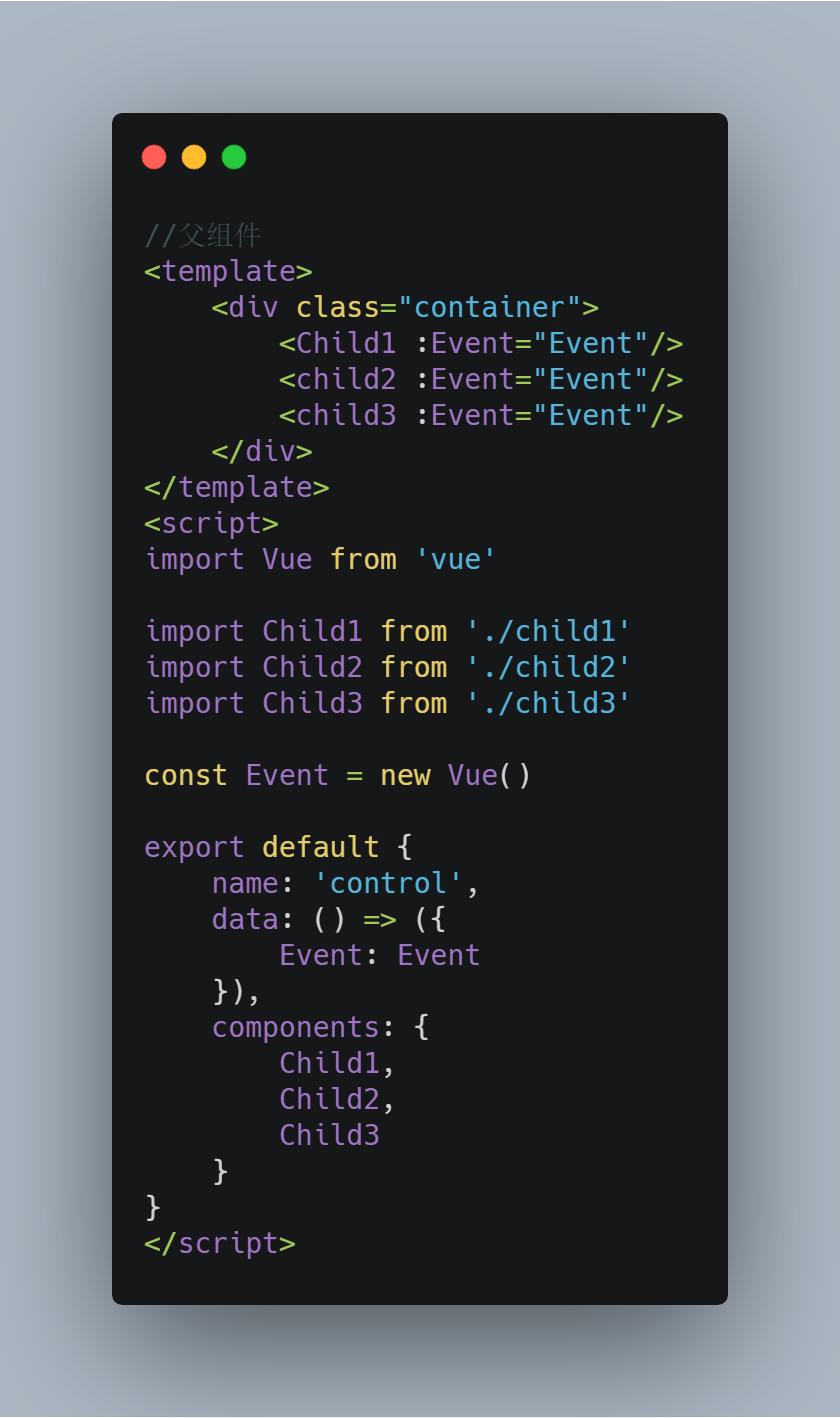 //父组件
<template>
    <div class="container">
        <Child1 :Event="Event"/>
        <child2 :Event="Event"/>
        <child3 :Event="Event"/>
    </div>
</template>
<script>
import Vue from 'vue'

import Child1 from './child1'
import Child2 from './child2'
import Child3 from './child3'

const Event = new Vue()

export default {
    name: 'control',
    data: () => ({
        Event: Event
    }),
    components: {
        Child1,
        Child2,
        Child3
    }
}
</script>